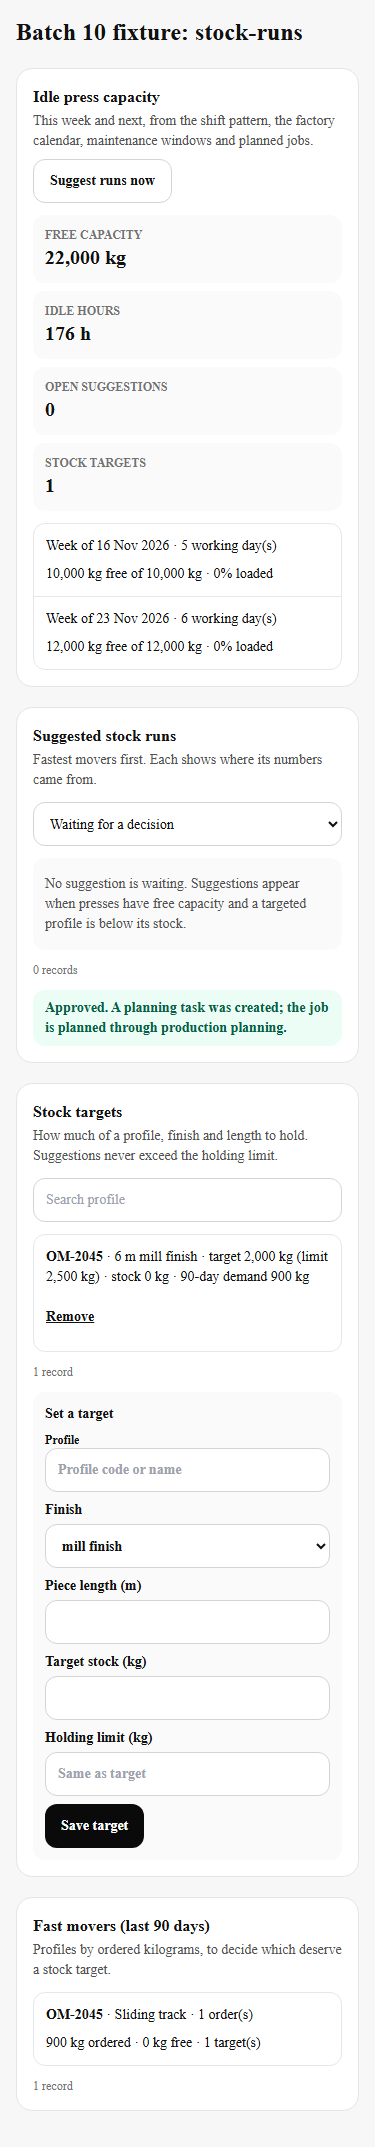 Batch 10 fixture: stock-runs
Idle press capacity
This week and next, from the shift pattern, the factory
calendar, maintenance windows and planned jobs.
Suggest runs now
FREE CAPACITY
22,000 kg
IDLE HOURS
176 h
OPEN SUGGESTIONS
0
STOCK TARGETS
1
Week of 16 Nov 2026 · 5 working day(s)
10,000 kg free of 10,000 kg · 0% loaded
Week of 23 Nov 2026 · 6 working day(s)
12,000 kg free of 12,000 kg · 0% loaded
Suggested stock runs
Fastest movers first. Each shows where its numbers
came from.
Waiting for a decision
No suggestion is waiting. Suggestions appear
when presses have free capacity and a targeted
profile is below its stock.
0 records
Approved. A planning task was created; the job
is planned through production planning.
Stock targets
How much of a profile, finish and length to hold.
Suggestions never exceed the holding limit.
Search profile
OM-2045 · 6 m mill finish · target 2,000 kg (limit
2,500 kg) · stock 0 kg · 90-day demand 900 kg
Remove
1 record
Set a target
Profile
Profile code or name
Finish
mill finish
Piece length (m)
Target stock (kg)
Holding limit (kg)
Same as target
Save target
Fast movers (last 90 days)
Profiles by ordered kilograms, to decide which deserve
a stock target.
OM-2045 · Sliding track · 1 order(s)
900 kg ordered · 0 kg free · 1 target(s)
1 record